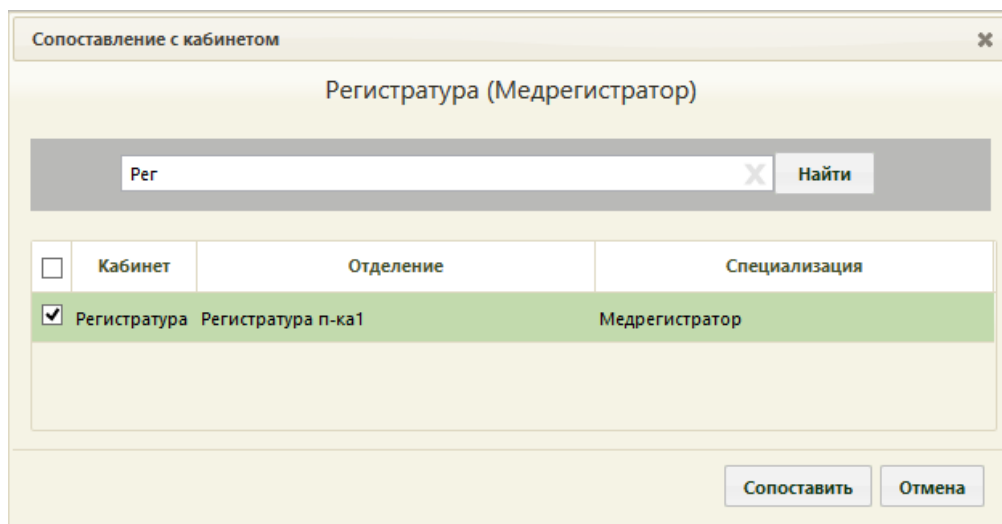 Сопоставление с кабинетом
Регистратура (Медрегистратор)
Рег X Найти
Кабинет Отделение Специализация
Регистратура Регистратура п-ка1 Медрегистратор
Сопоставить Отмена